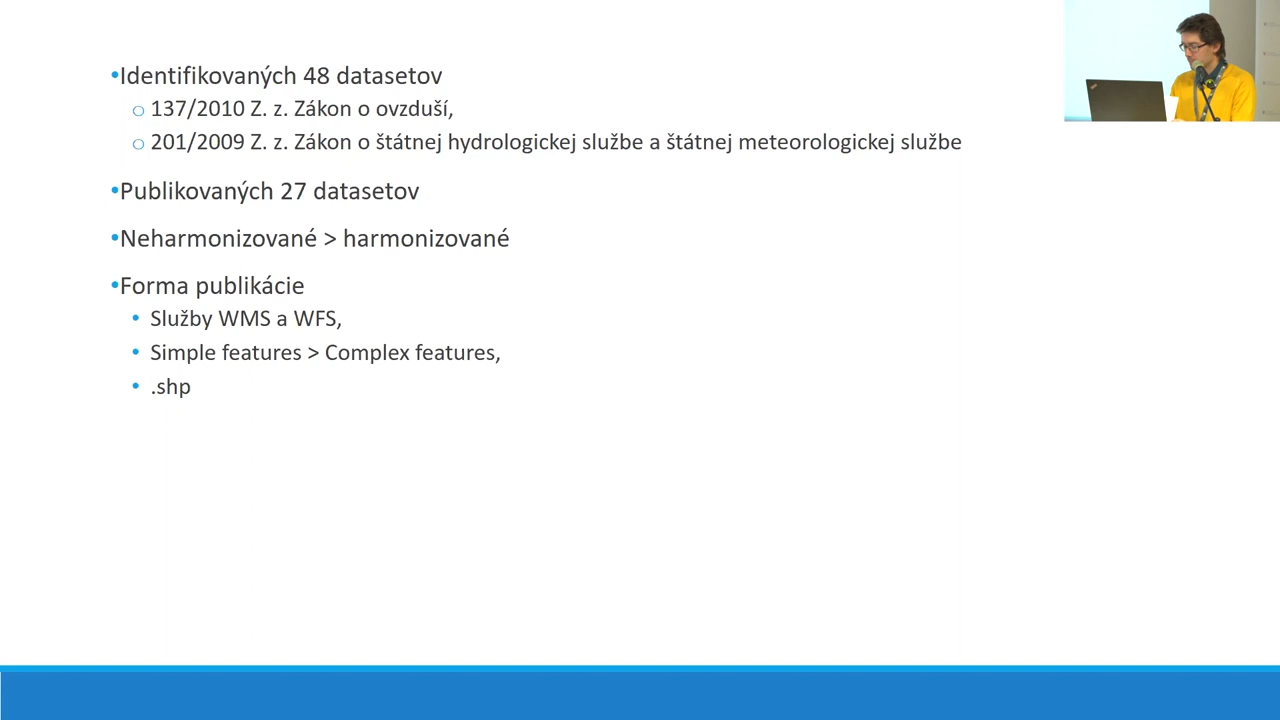 •Identifikovaných 48 datasetov
o 137/2010 Z. z. Zákon o ovzduší,
o 201/2009 Z. z. Zákon o štátnej hydrologickej službe a štátnej meteorologickej službe
•Publikovaných 27 datasetov
•Neharmonizované > harmonizované
•Forma publikácie
• Služby WMS a WFS,
• Simple features > Complex features,
• .shp